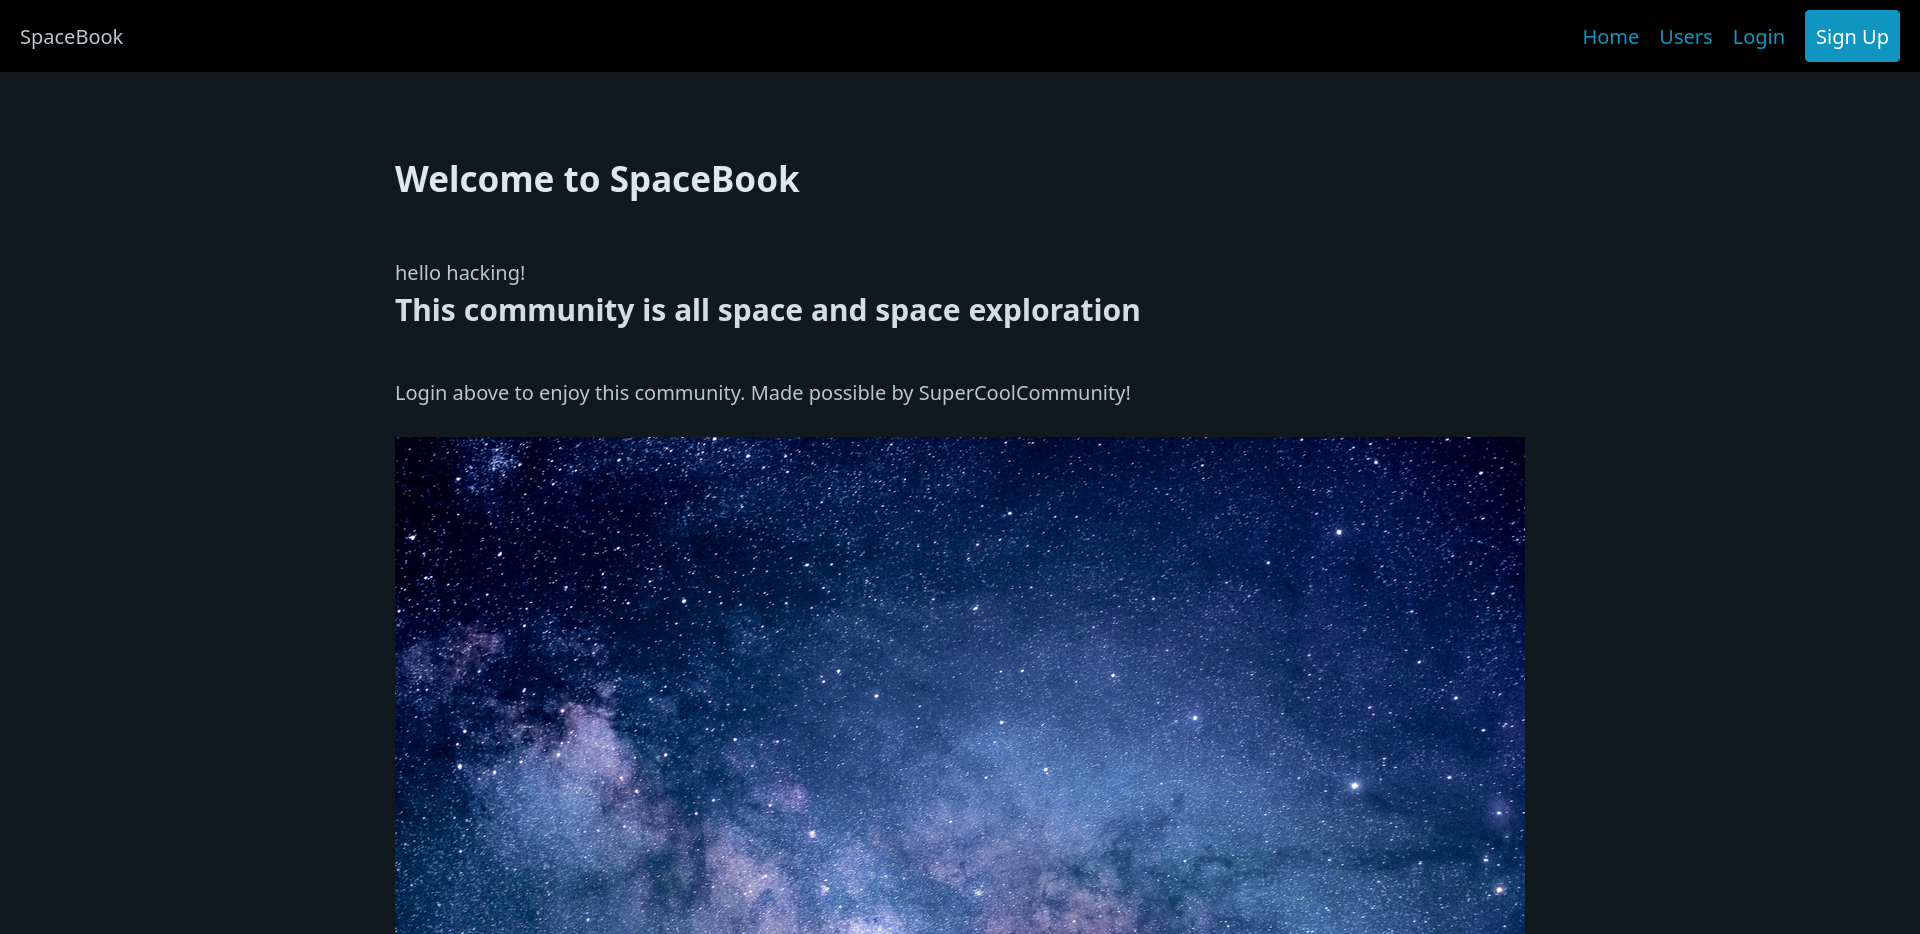 SpaceBook
Home Users Login Sign Up
Welcome to SpaceBook
hello hacking!
This community is all space and space exploration
Login above to enjoy this community. Made possible by SuperCoolCommunity!